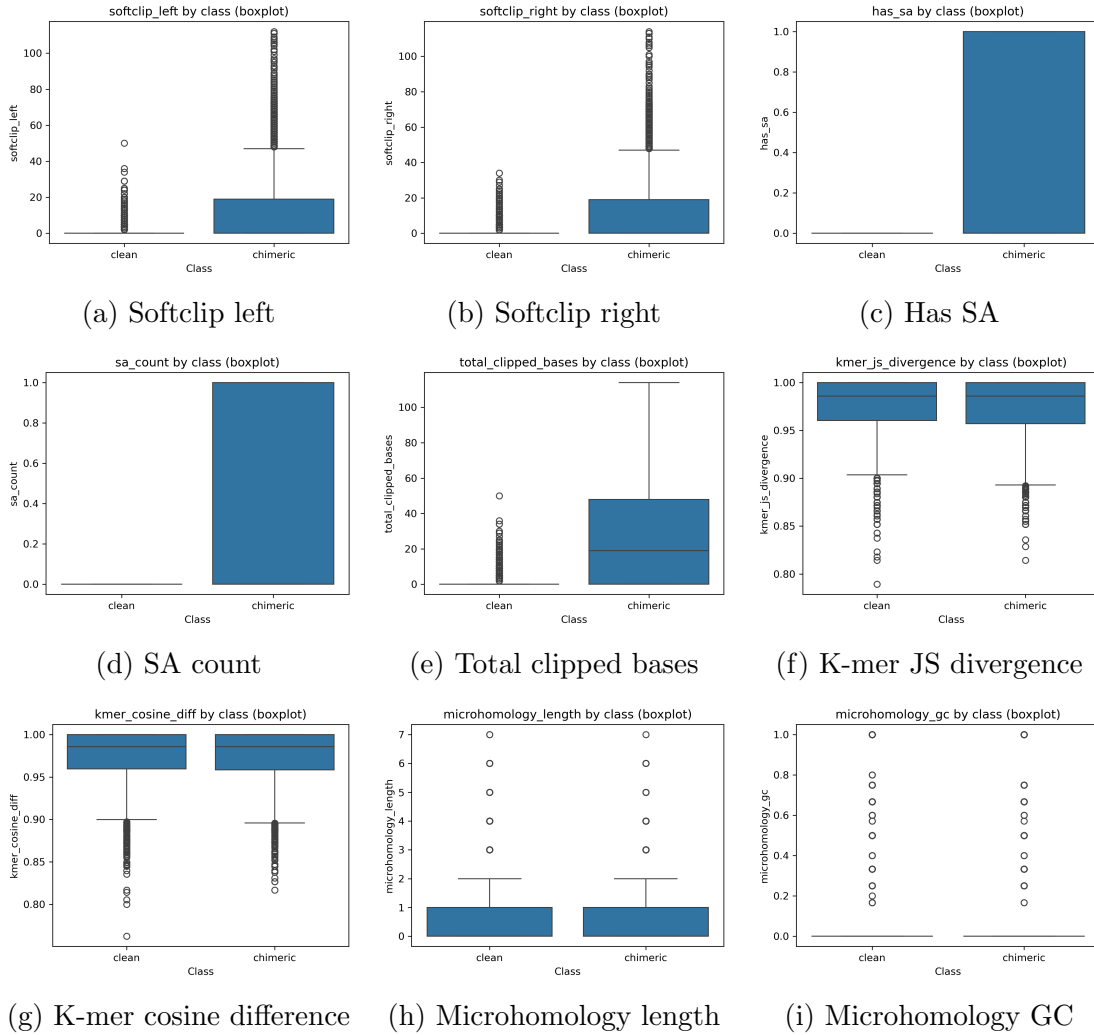 softclip_left by class (boxplot)
softclip_left
100
80
60
40
20
0
clean
chimeric
Class
(a) Softclip left
softclip_right by class (boxplot)
softclip_right
100
80
60
40
20
0
clean
chimeric
Class
(b) Softclip right
has_sa by class (boxplot)
has_sa
1.0
0.8
0.6
0.4
0.2
0.0
clean
chimeric
Class
(c) Has SA
sa_count by class (boxplot)
sa_count
1.0
0.8
0.6
0.4
0.2
0.0
clean
chimeric
Class
(d) SA count
total_clipped_bases by class (boxplot)
total_clipped_bases
100
80
60
40
20
0
clean
chimeric
Class
(e) Total clipped bases
kmer_js_divergence by class (boxplot)
kmer_js_divergence
1.00
0.95
0.90
0.85
0.80
clean
chimeric
Class
(f) K-mer JS divergence
kmer_cosine_diff by class (boxplot)
kmer_cosine_diff
1.00
0.95
0.90
0.85
0.80
clean
chimeric
Class
(g) K-mer cosine difference
microhomology_length by class (boxplot)
microhomology_length
7
6
5
4
3
2
1
0
clean
chimeric
Class
(h) Microhomology length
microhomology_gc by class (boxplot)
microhomology_gc
1.0
0.8
0.6
0.4
0.2
0.0
clean
chimeric
Class
(i) Microhomology GC